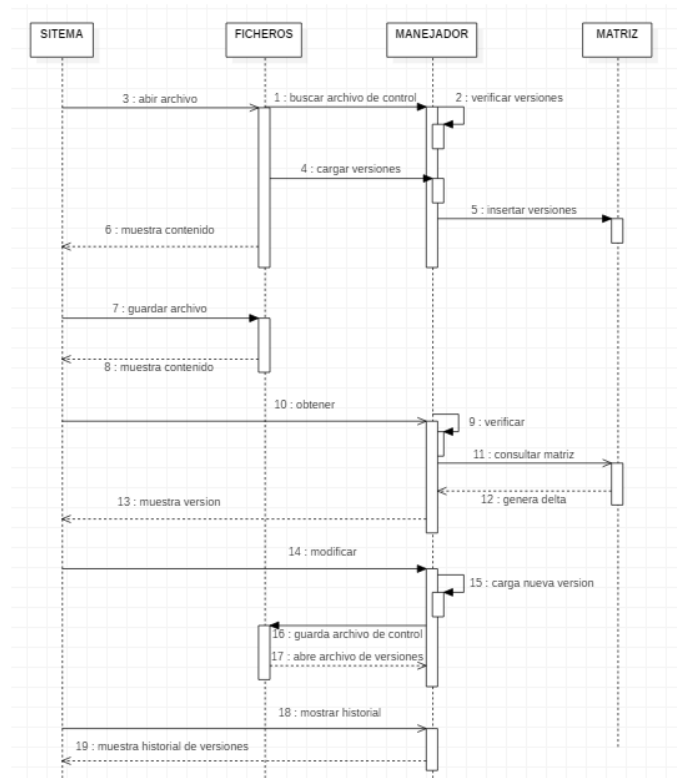 SITEMA
FICHEROS
MANEJADOR
MATRIZ
3 : abir archivo
1 : buscar archivo de control
2 : verificar versiones
4 : cargar versiones
5 : insertar versiones
6 : muestra contenido
7 : guardar archivo
8 : muestra contenido
10 : obtener
9 : verificar
11 : consultar matriz
12 : genera delta
13 : muestra version
14 : modificar
15 : carga nueva version
16 : guarda archivo de control
17 : abre archivo de versiones
18 : mostrar historial
19 : muestra historial de versiones